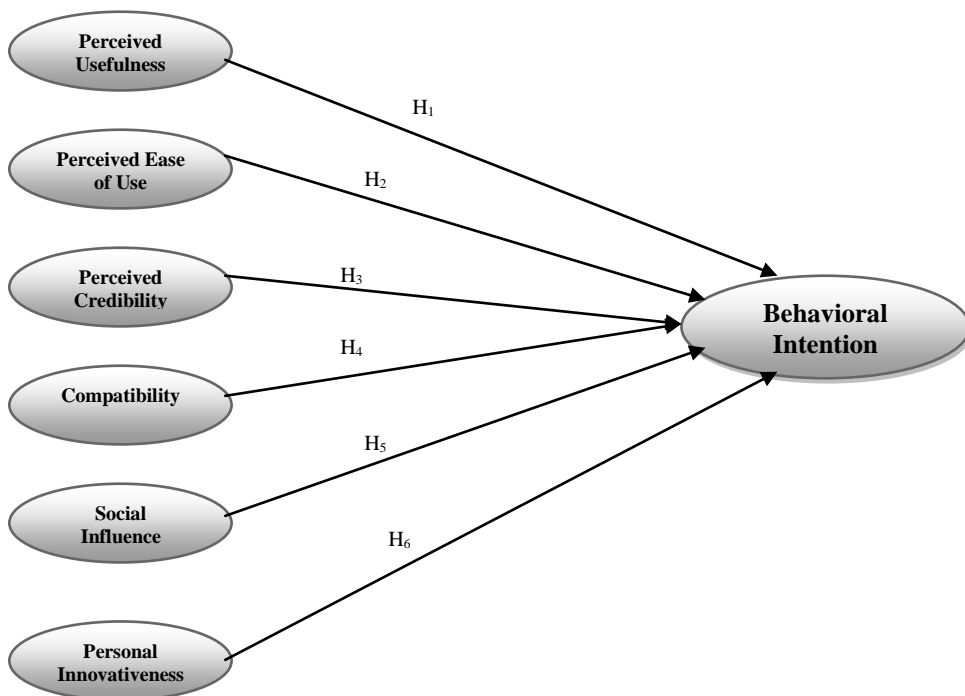 Perceived
Usefulness
H₁
Perceived Ease
of Use
H₂
Perceived
Credibility
H₃
Behavioral
Intention
H₄
Compatibility
H₅
Social
Influence
H₆
Personal
Innovativeness